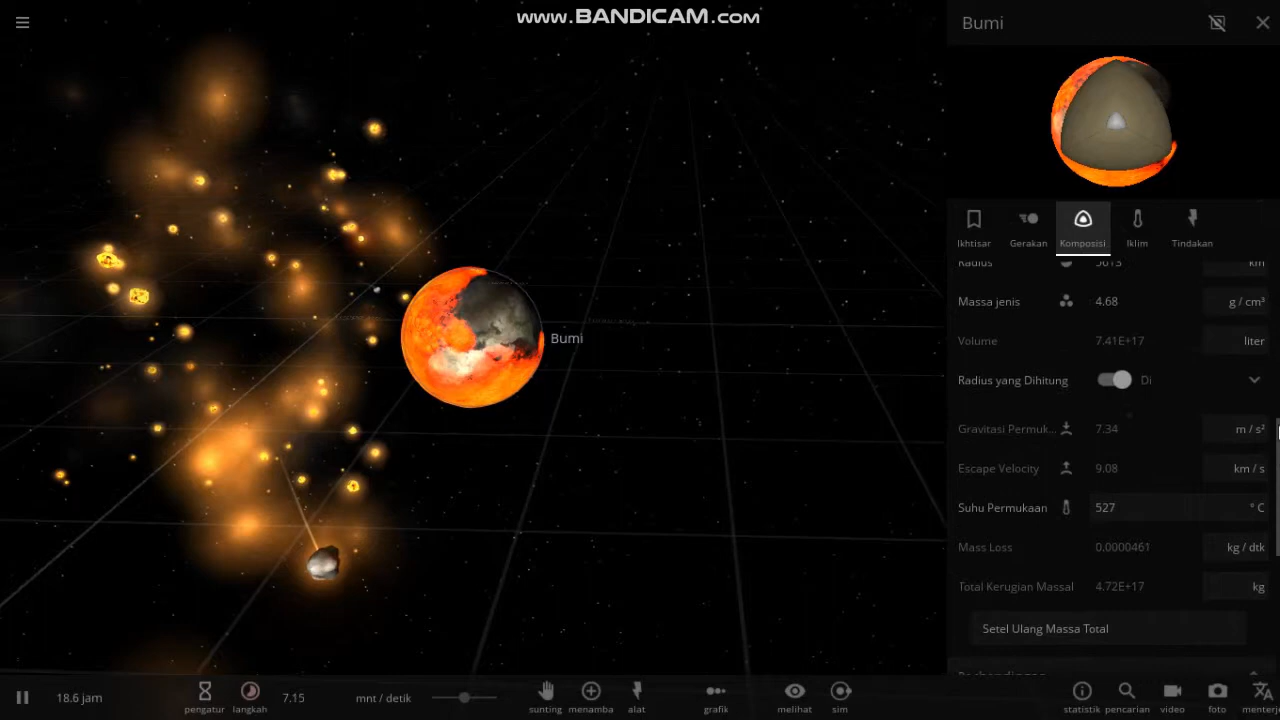 www.BANDICAM.com
Bumi
Bumi
Ikhtisar
Gerakan
Komposisi
Iklim
Tindakan
Radius km
Massa jenis 4.68 g / cm³
Volume 7.41E+17 liter
Radius yang Dihitung Di
Gravitasi Permuk... 7.34 m / s²
Escape Velocity 9.08 km / s
Suhu Permukaan 527 ° C
Mass Loss 0.0000461 kg / dtk
Total Kerugian Massal 4.72E+17 kg
Setel Ulang Massa Total
18.6 jam
pengatur
langkah
7.15
mnt / detik
sunting
menamba
alat
grafik
melihat
sim
statistik
pencarian
video
foto
menterj